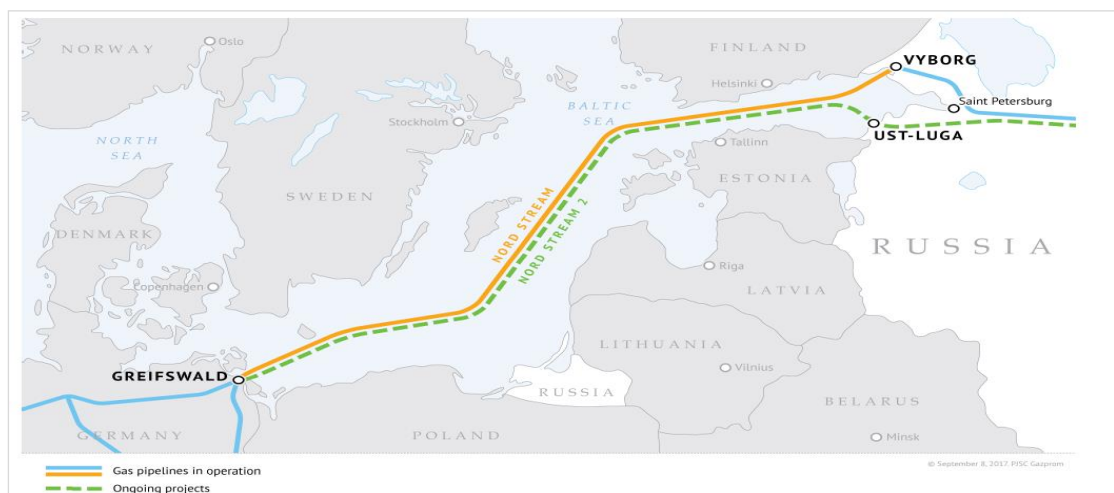 NORWAY
Oslo
FINLAND
VYBORG
Helsinki
Saint Petersburg
BALTIC
SEA
Stockholm
UST-LUGA
NORTH
SEA
Tallinn
ESTONIA
SWEDEN
NORD STREAM
NORD STREAM 2
DENMARK
RUSSIA
Copenhagen
Riga
LATVIA
LITHUANIA
GREIFSWALD
Vilnius
RUSSIA
BELARUS
GERMANY
POLAND
Minsk
Gas pipelines in operation
© September 8, 2017. PJSC Gazprom
Ongoing projects